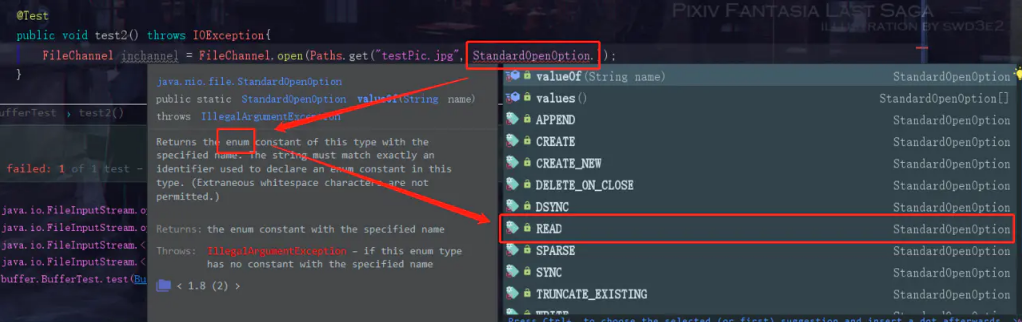 PIXIV FANTASIA LAST SAGA
ILLUSTRATION BY SWD3E2
@Test
public void test2() throws IOException{
FileChannel inchannel = FileChannel.open(Paths.get("testPic.jpg", StandardOpenOption.));
}
bufferTest › test2()
failed: 1 of 1 test –
java.io.FileInputStream.op
java.io.FileInputStream.
java.io.FileInputStream.<
java.io.FileInputStream.<
buffer.BufferTest.test(Bu
java.nio.file.StandardOpenOption
public static StandardOpenOption valueOf(String name)
throws IllegalArgumentException
Returns the enum constant of this type with the
specified name. The string must match exactly an
identifier used to declare an enum constant in this
type. (Extraneous whitespace characters are not
permitted.)
Returns: the enum constant with the specified name
Throws: IllegalArgumentException – if this enum type
has no constant with the specified name
< 1.8 (2) >
valueOf(String name) StandardOpenOption
values() StandardOpenOption[]
APPEND StandardOpenOption
CREATE StandardOpenOption
CREATE_NEW StandardOpenOption
DELETE_ON_CLOSE StandardOpenOption
DSYNC StandardOpenOption
READ StandardOpenOption
SPARSE StandardOpenOption
SYNC StandardOpenOption
TRUNCATE_EXISTING StandardOpenOption
WRITE StandardOpenOption
Press Ctrl+. to choose the selected (or first) suggestion and insert a dot afterwards